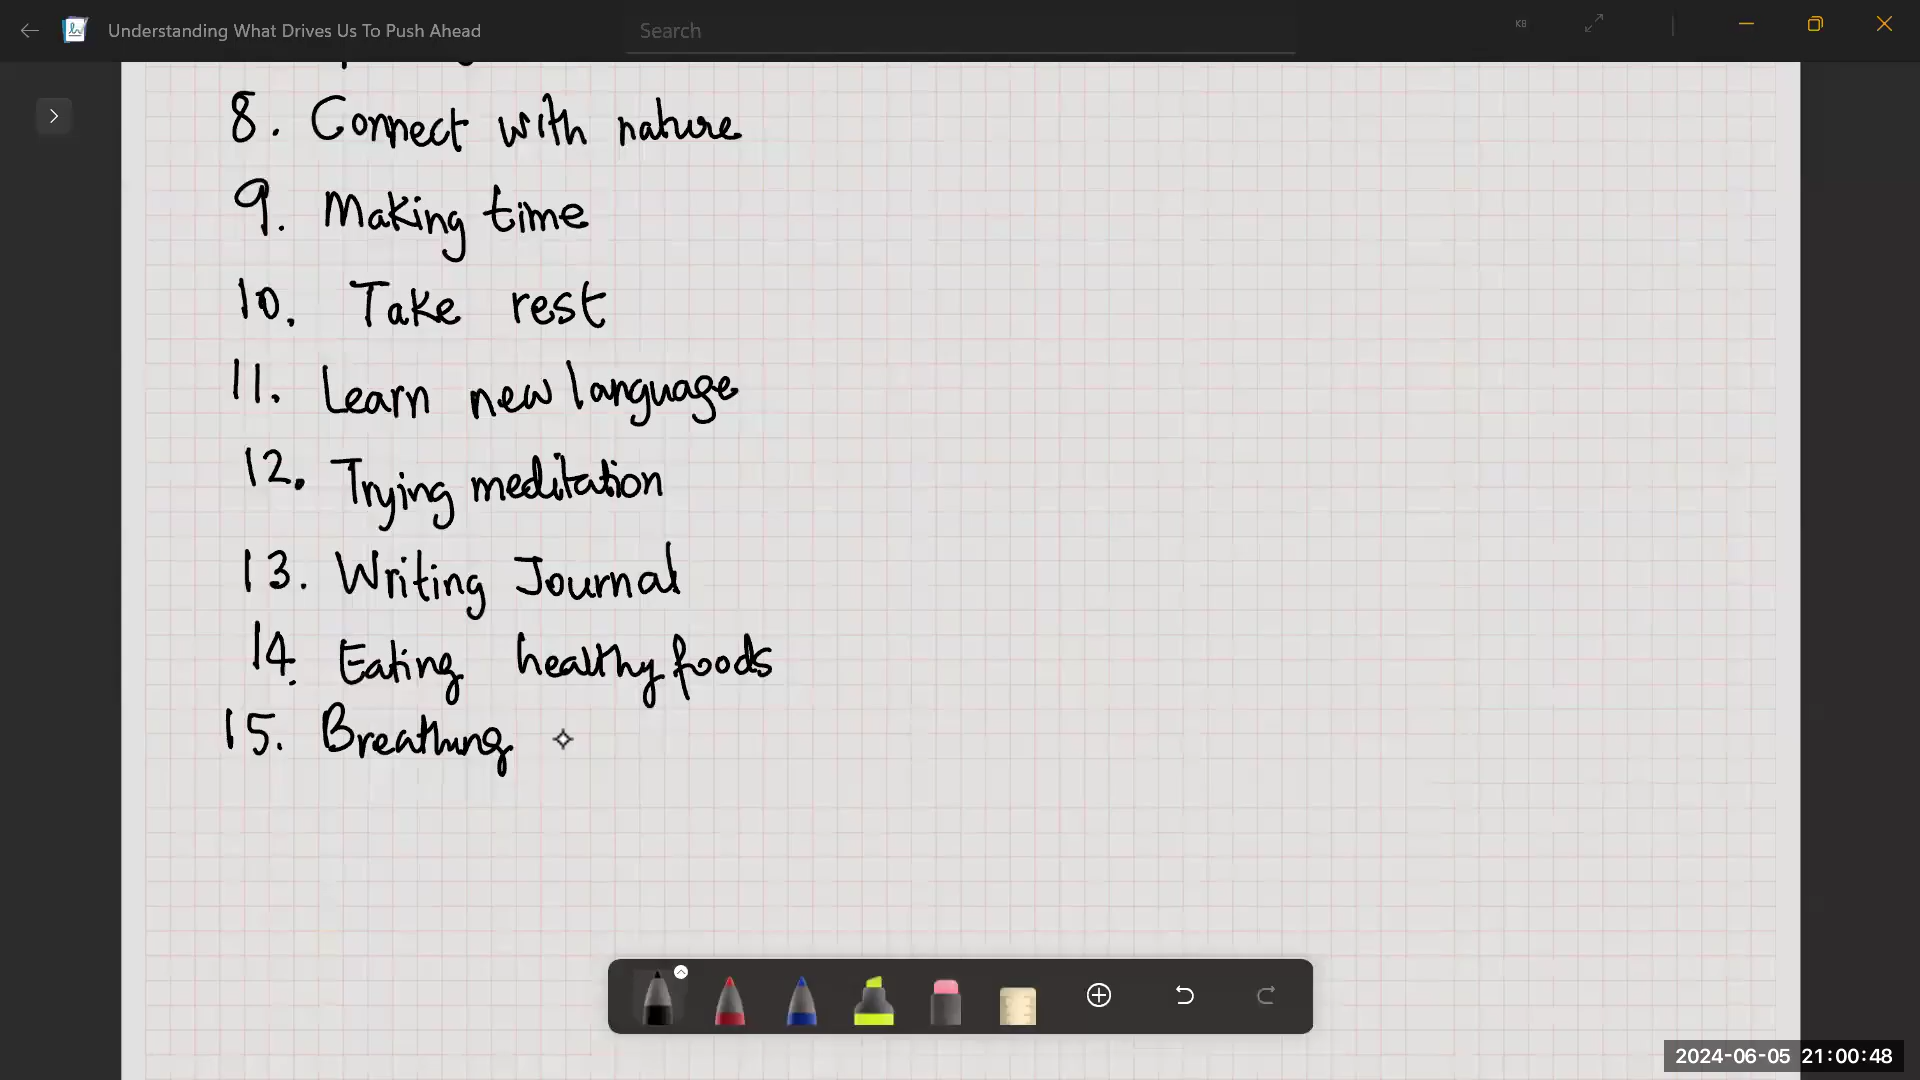 Understanding What Drives Us To Push Ahead
Search
8. Connect with nature
9. Making time
10. Take rest
11. Learn new language
12. Trying meditation
13. Writing Journal
14. Eating healthy foods
15. Breathing
2024-06-05 21:00:48